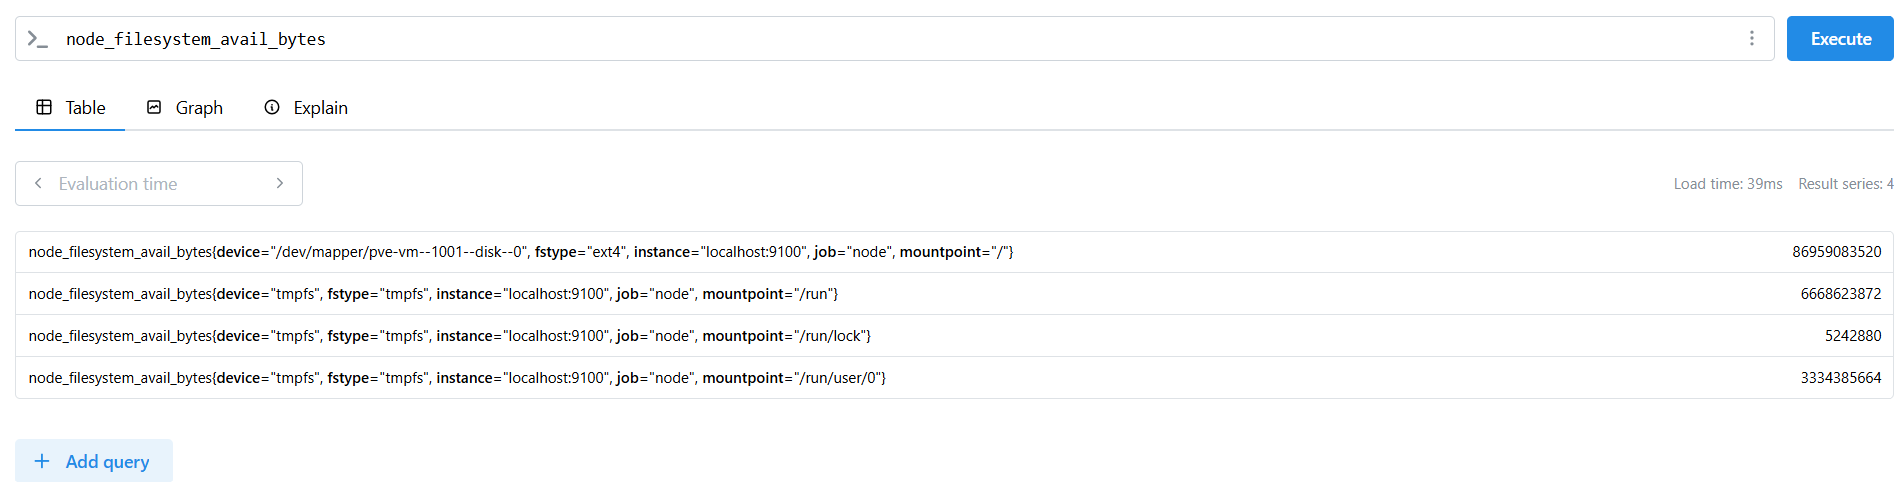 node_filesystem_avail_bytes
Execute
Table Graph Explain
Evaluation time
Load time: 39ms Result series: 4
node_filesystem_avail_bytes{device="/dev/mapper/pve-vm--1001--disk--0", fstype="ext4", instance="localhost:9100", job="node", mountpoint="/"} 86959083520
node_filesystem_avail_bytes{device="tmpfs", fstype="tmpfs", instance="localhost:9100", job="node", mountpoint="/run"} 6668623872
node_filesystem_avail_bytes{device="tmpfs", fstype="tmpfs", instance="localhost:9100", job="node", mountpoint="/run/lock"} 5242880
node_filesystem_avail_bytes{device="tmpfs", fstype="tmpfs", instance="localhost:9100", job="node", mountpoint="/run/user/0"} 3334385664
Add query